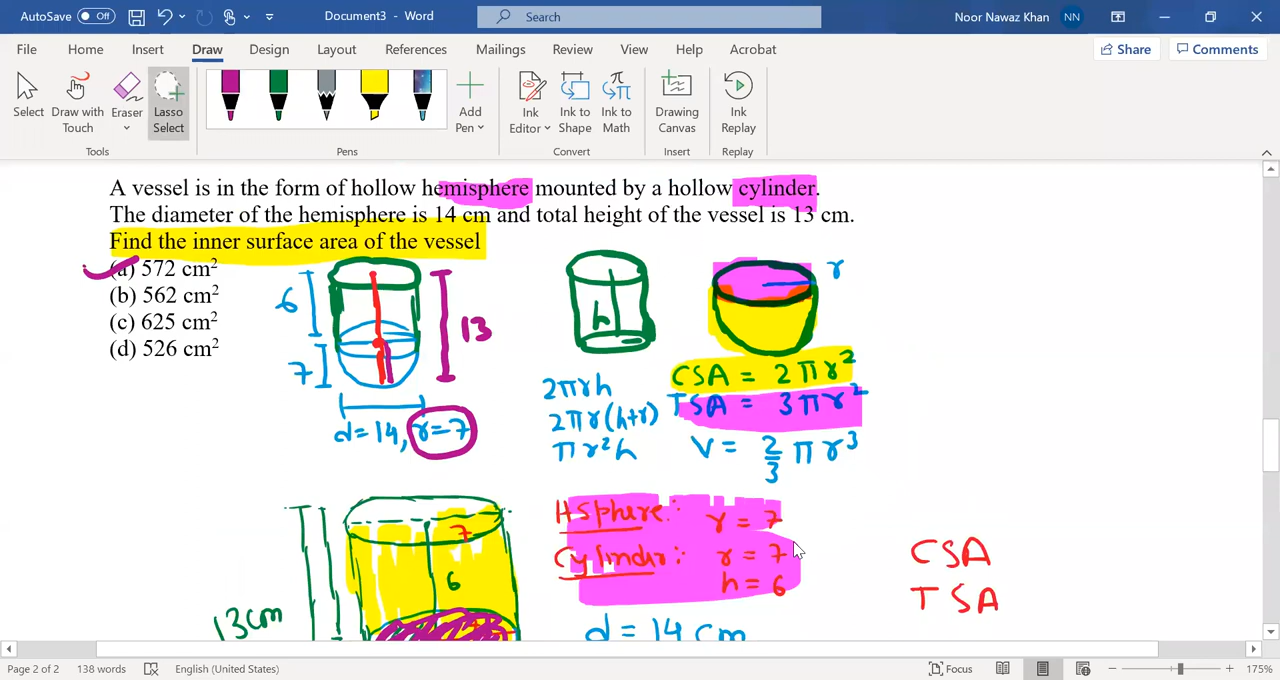 AutoSave Off Document3 - Word Search Noor Nawaz Khan NN
File Home Insert Draw Design Layout References Mailings Review View Help Acrobat Share Comments
Select Draw with Touch Eraser Lasso Select Add Pen Ink Editor Ink to Shape Ink to Math Drawing Canvas Ink Replay
Tools Pens Convert Insert Replay
A vessel is in the form of hollow hemisphere mounted by a hollow cylinder.
The diameter of the hemisphere is 14 cm and total height of the vessel is 13 cm.
Find the inner surface area of the vessel
(a) 572 cm²
(b) 562 cm²
(c) 625 cm²
(d) 526 cm²
6
7
13
d = 14, r = 7
h
r
2πrh
2πr(h+r)
πr²h
CSA = 2πr²
TSA = 3πr²
V = 2/3 πr³
13cm
7
6
Hsphere: r = 7
Cylinder: r = 7
h = 6
d = 14 cm
CSA
TSA
Page 2 of 2 138 words English (United States) Focus 175%